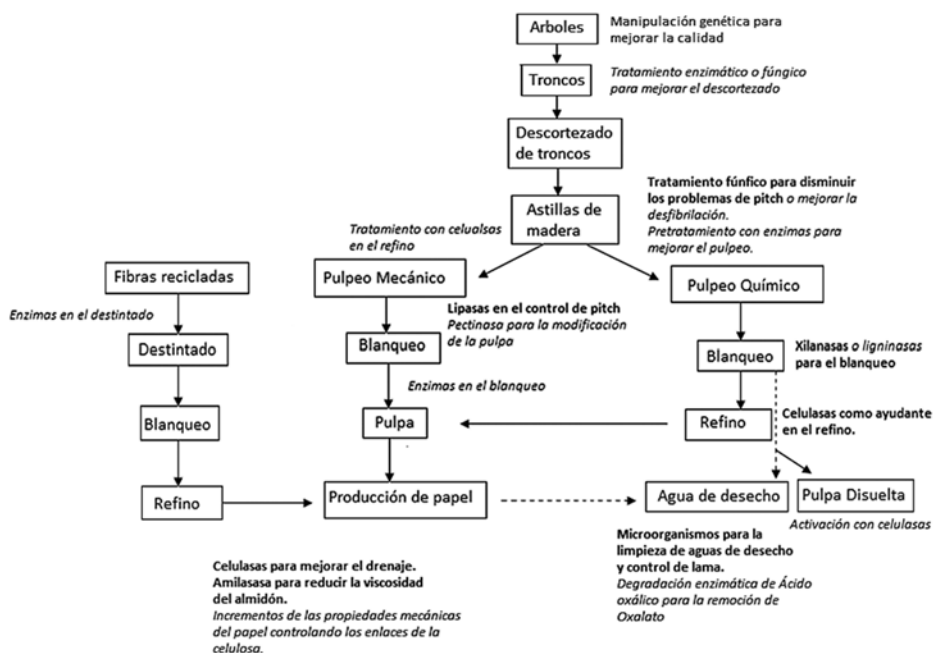 Arboles
Manipulación genética para
mejorar la calidad
Troncos
Tratamiento enzimático o fúngico
para mejorar el descortezado
Descortezado
de troncos
Astillas de
madera
Tratamiento fúnfico para disminuir
los problemas de pitch o mejorar la
desfibrilación.
Pretratamiento con enzimas para
mejorar el pulpeo.
Tratamiento con celualsas
en el refino
Fibras recicladas
Pulpeo Mecánico
Pulpeo Químico
Enzimas en el destintado
Lipasas en el control de pitch
Pectinasa para la modificación
de la pulpa
Destintado
Blanqueo
Blanqueo
Xilanasas o ligninasas
para el blanqueo
Enzimas en el blanqueo
Blanqueo
Pulpa
Refino
Celulasas como ayudante
en el refino.
Refino
Producción de papel
Agua de desecho
Pulpa Disuelta
Activación con celulasas
Celulasas para mejorar el drenaje.
Amilasasa para reducir la viscosidad
del almidón.
Incrementos de las propiedades mecánicas
del papel controlando los enlaces de la
celulosa.
Microorganismos para la
limpieza de aguas de desecho
y control de lama.
Degradación enzimática de Ácido
oxálico para la remoción de
Oxalato